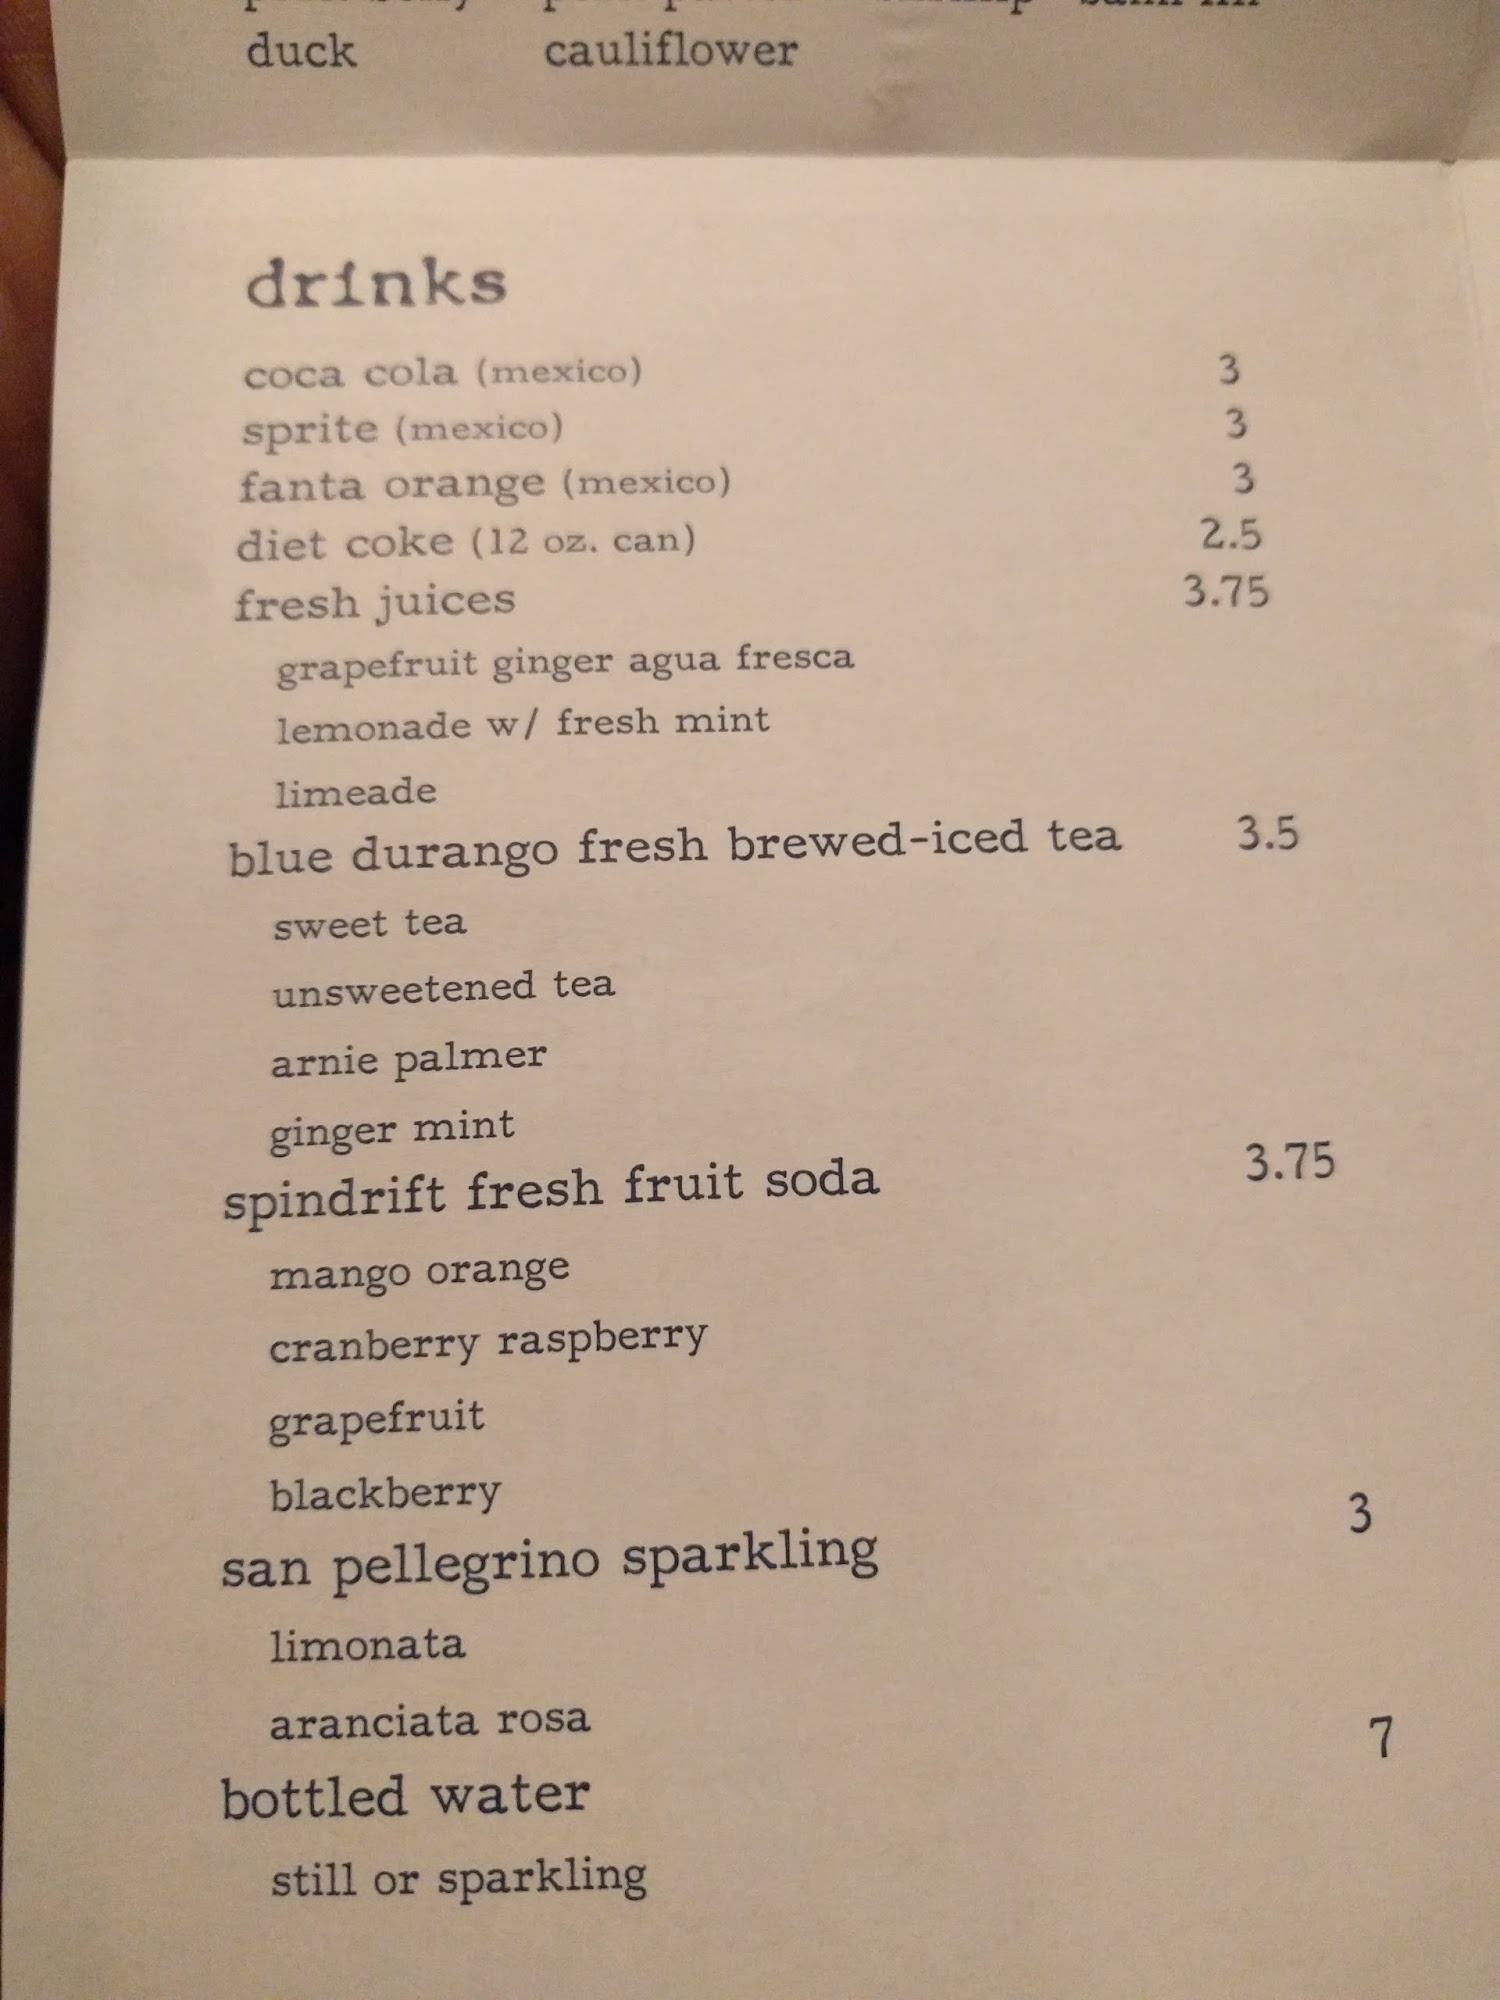 duck cauliflower
drinks
coca cola (mexico) 3
sprite (mexico) 3
fanta orange (mexico) 3
diet coke (12 oz. can) 2.5
fresh juices 3.75
grapefruit ginger agua fresca
lemonade w/ fresh mint
limeade
blue durango fresh brewed-iced tea 3.5
sweet tea
unsweetened tea
arnie palmer
ginger mint
spindrift fresh fruit soda 3.75
mango orange
cranberry raspberry
grapefruit
blackberry
san pellegrino sparkling 3
limonata
aranciata rosa
bottled water 7
still or sparkling